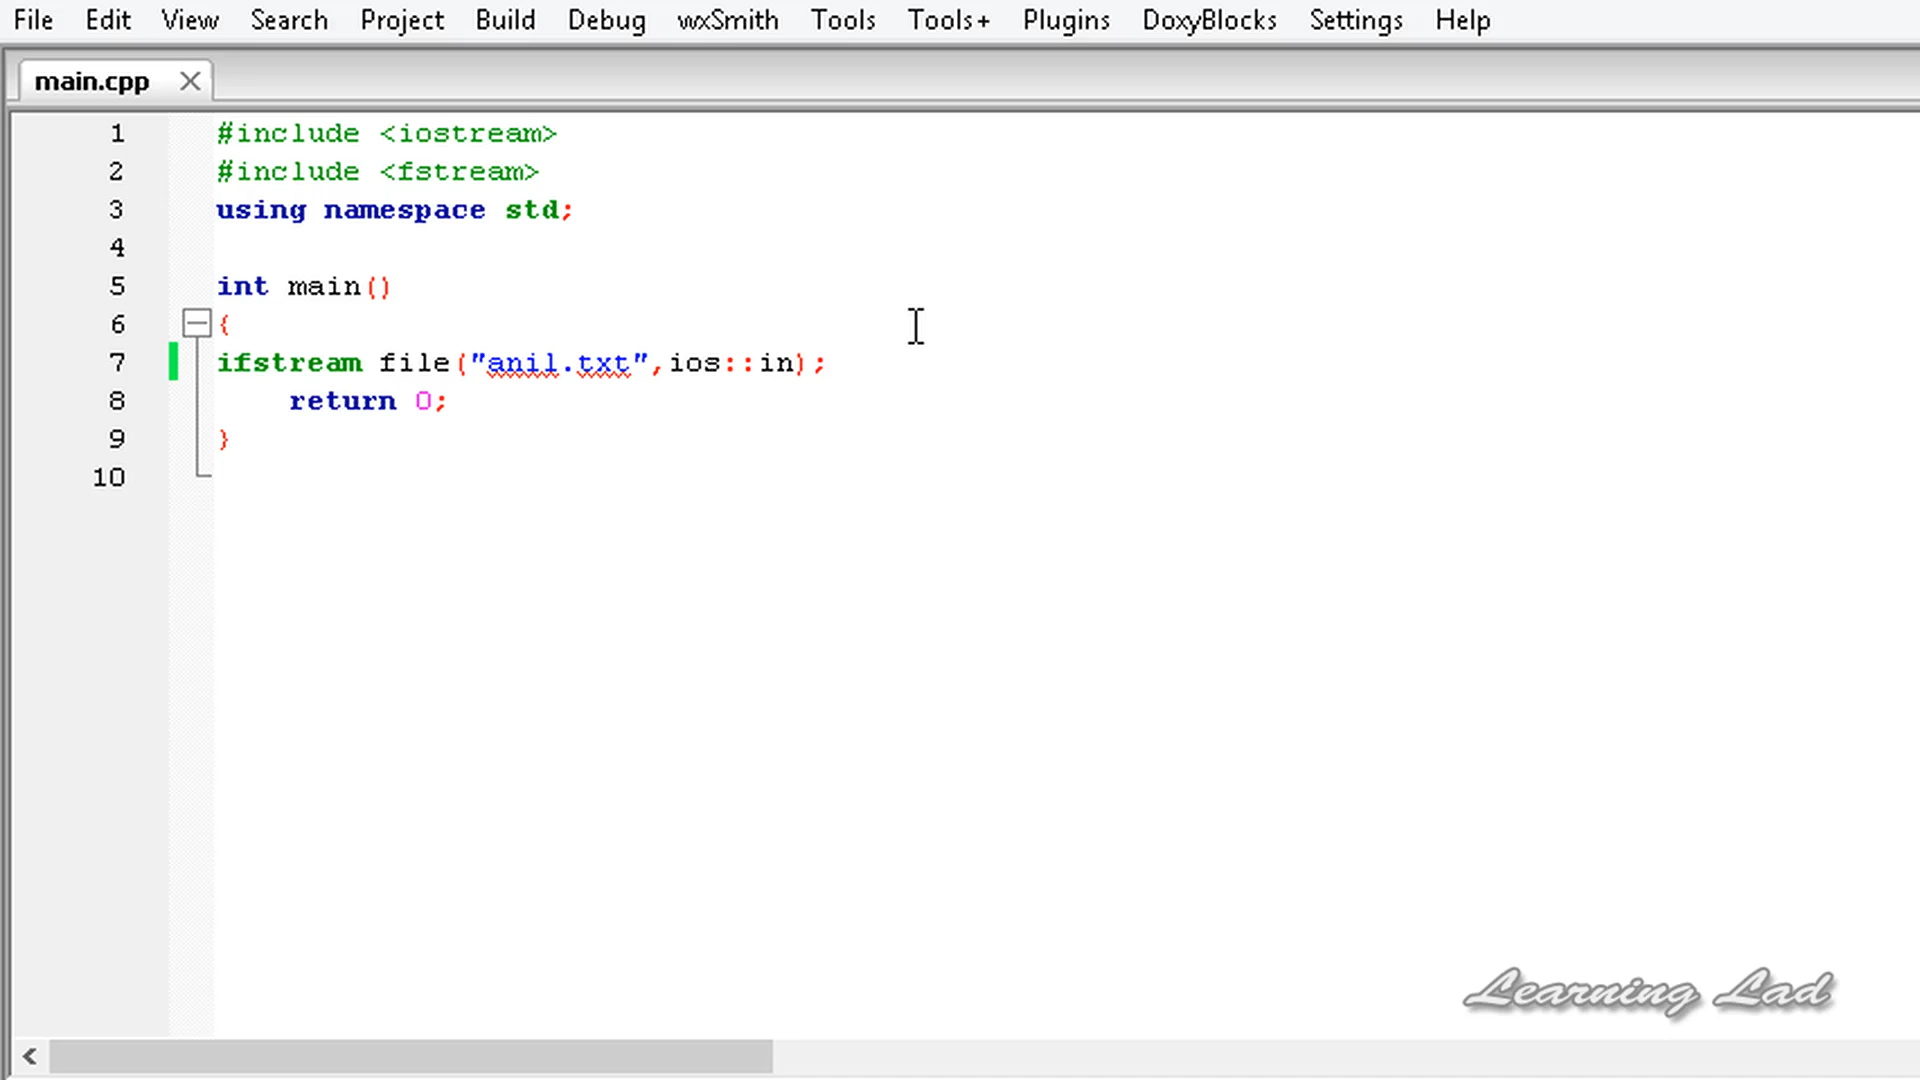 File Edit View Search Project Build Debug wxSmith Tools Tools+ Plugins DoxyBlocks Settings Help
main.cpp
1 #include <iostream>
2 #include <fstream>
3 using namespace std;
4
5 int main()
6 {
7 ifstream file("anil.txt",ios::in);
8     return 0;
9 }
10
Learning Lad